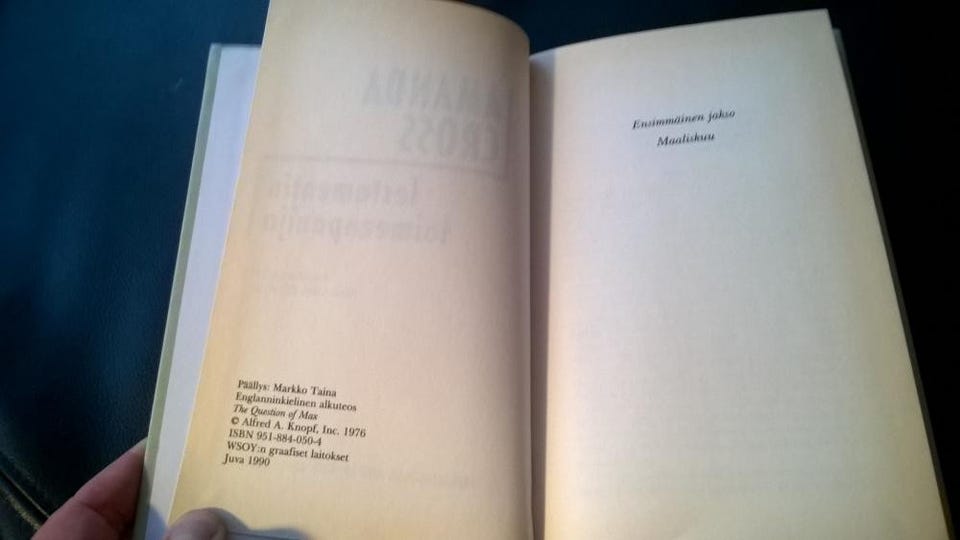 Päällys: Markko Taina
Englanninkielinen alkuteos
The Question of Max
© Alfred A. Knopf, Inc. 1976
ISBN 951-884-050-4
WSOY:n graafiset laitokset
Juva 1990
Ensimmäinen jakso
Maaliskuu